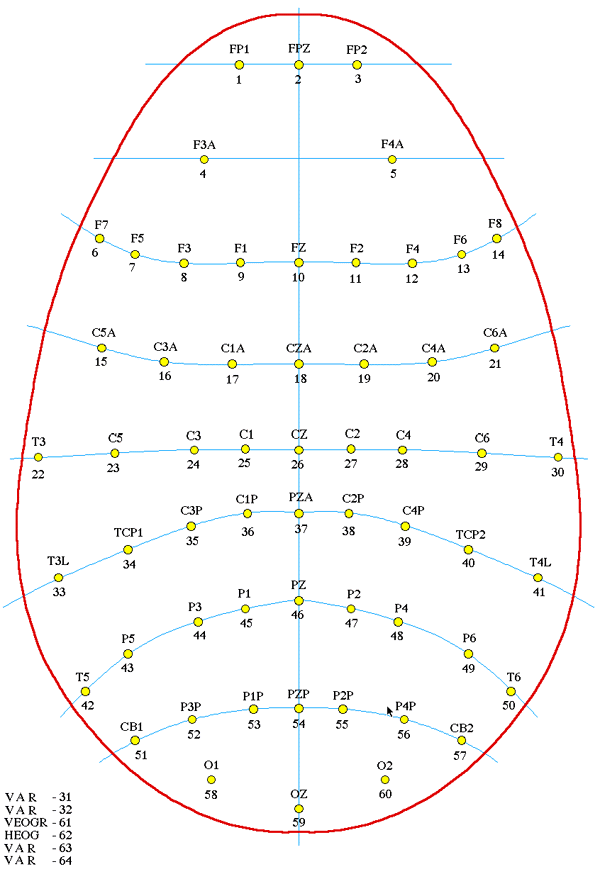 FP1 FPZ FP2
1 2 3
F3A F4A
4 5
F7 F5 F3 F1 FZ F2 F4 F6 F8
6 7 8 9 10 11 12 13 14
C5A C3A C1A CZA C2A C4A C6A
15 16 17 18 19 20 21
T3 C5 C3 C1 CZ C2 C4 C6 T4
22 23 24 25 26 27 28 29 30
T3L TCP1 C3P C1P PZA C2P C4P TCP2 T4L
33 34 35 36 37 38 39 40 41
T5 P5 P3 P1 PZ P2 P4 P6 T6
42 43 44 45 46 47 48 49 50
CB1 P3P P1P PZP P2P P4P CB2
51 52 53 54 55 56 57
O1 OZ O2
58 59 60
VAR -31
VAR -32
VEOGR -61
HEOG -62
VAR -63
VAR -64